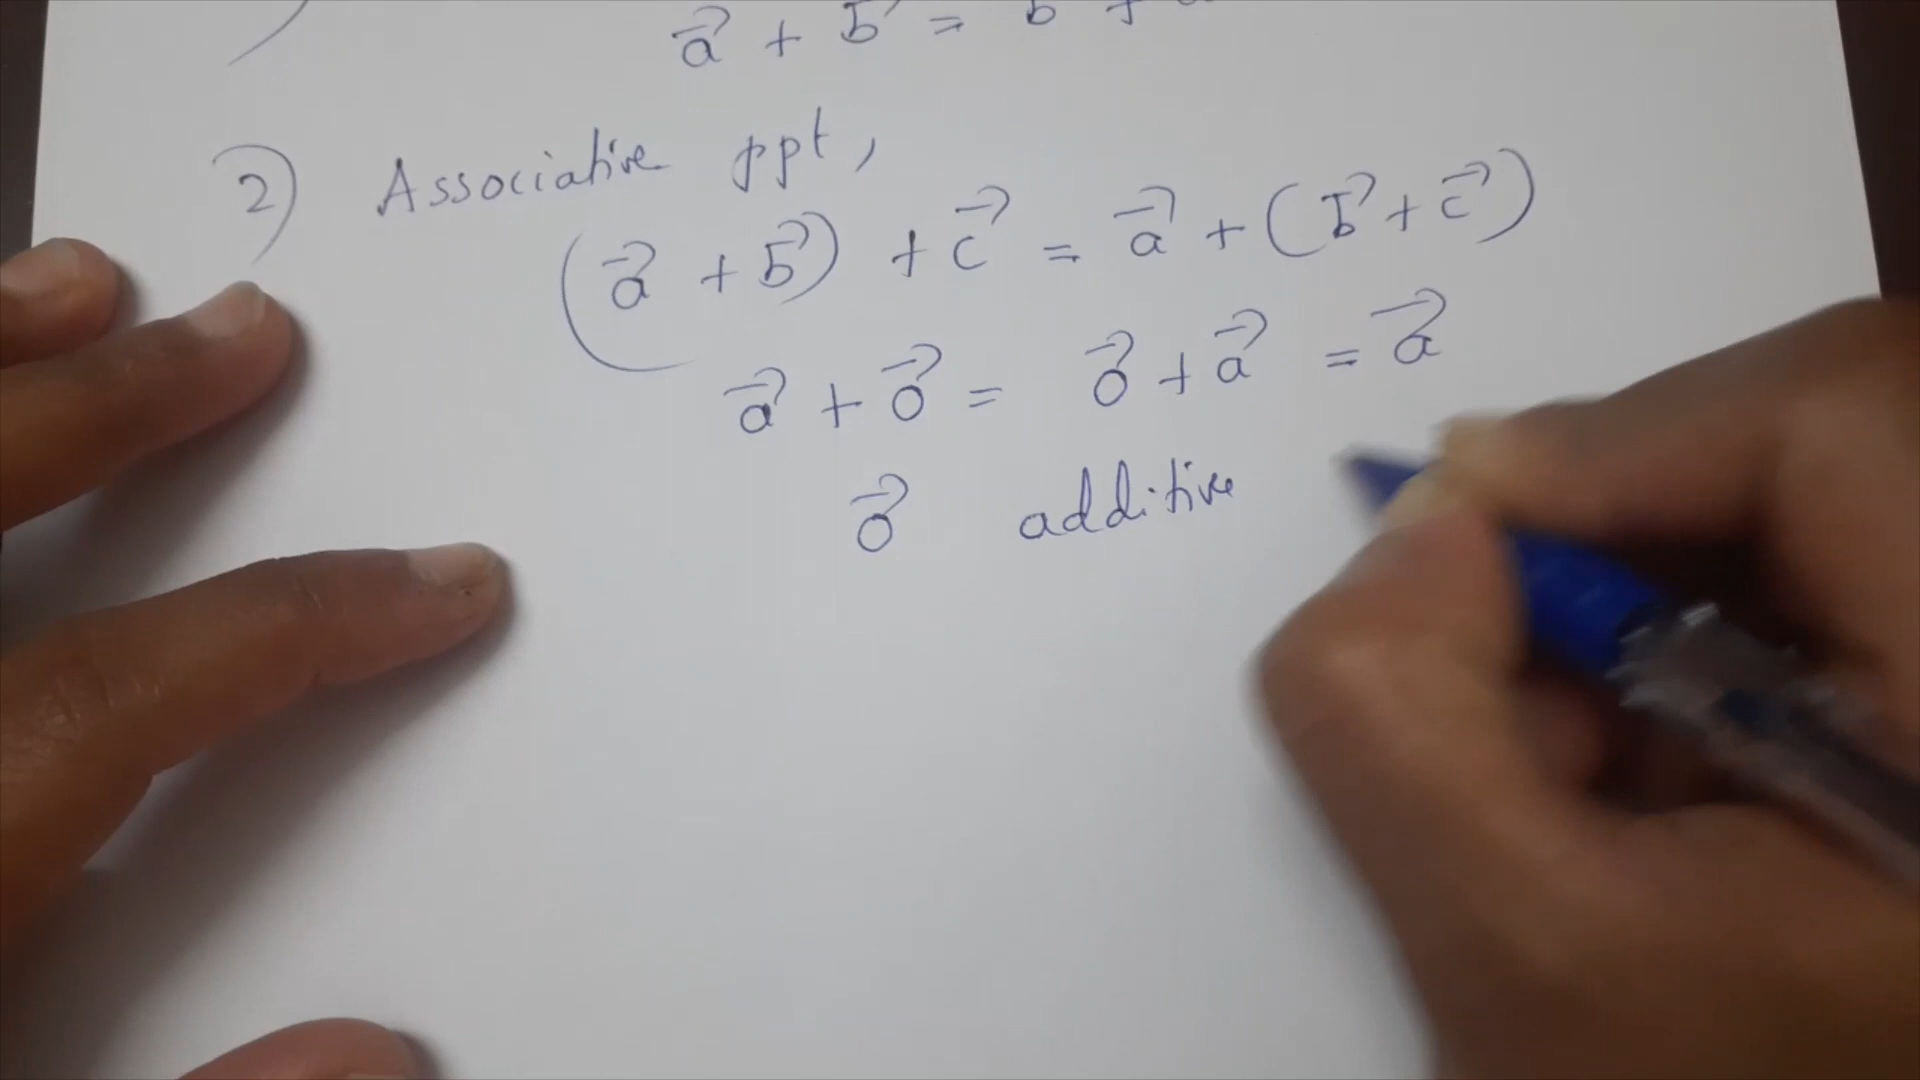 a⃗ + b⃗ = b +
2) Associative ppt,
(a⃗ + b⃗) + c⃗ = a⃗ + (b⃗ + c⃗)
a⃗ + 0⃗ = 0⃗ + a⃗ = a⃗
0⃗ additive